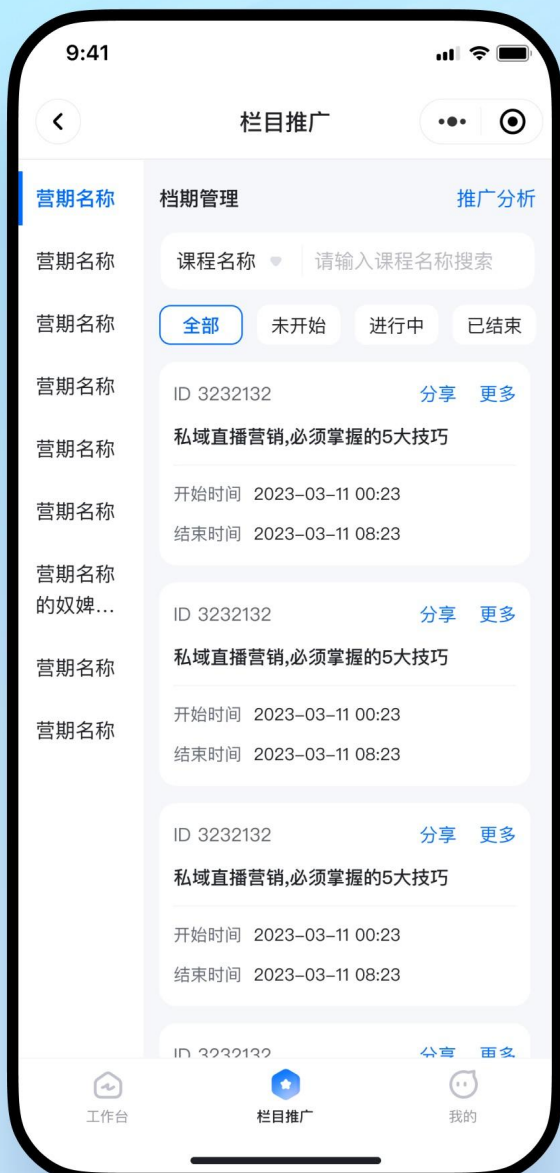 9:41
栏目推广
营期名称
营期名称
营期名称
营期名称
营期名称
营期名称
营期名称
的奴婢...
营期名称
营期名称
档期管理
推广分析
课程名称
请输入课程名称搜索
全部
未开始
进行中
已结束
ID 3232132
分享
更多
私域直播营销,必须掌握的5大技巧
开始时间 2023-03-11 00:23
结束时间 2023-03-11 08:23
ID 3232132
分享
更多
私域直播营销,必须掌握的5大技巧
开始时间 2023-03-11 00:23
结束时间 2023-03-11 08:23
ID 3232132
分享
更多
私域直播营销,必须掌握的5大技巧
开始时间 2023-03-11 00:23
结束时间 2023-03-11 08:23
ID 3232132
分享
更多
工作台
栏目推广
我的